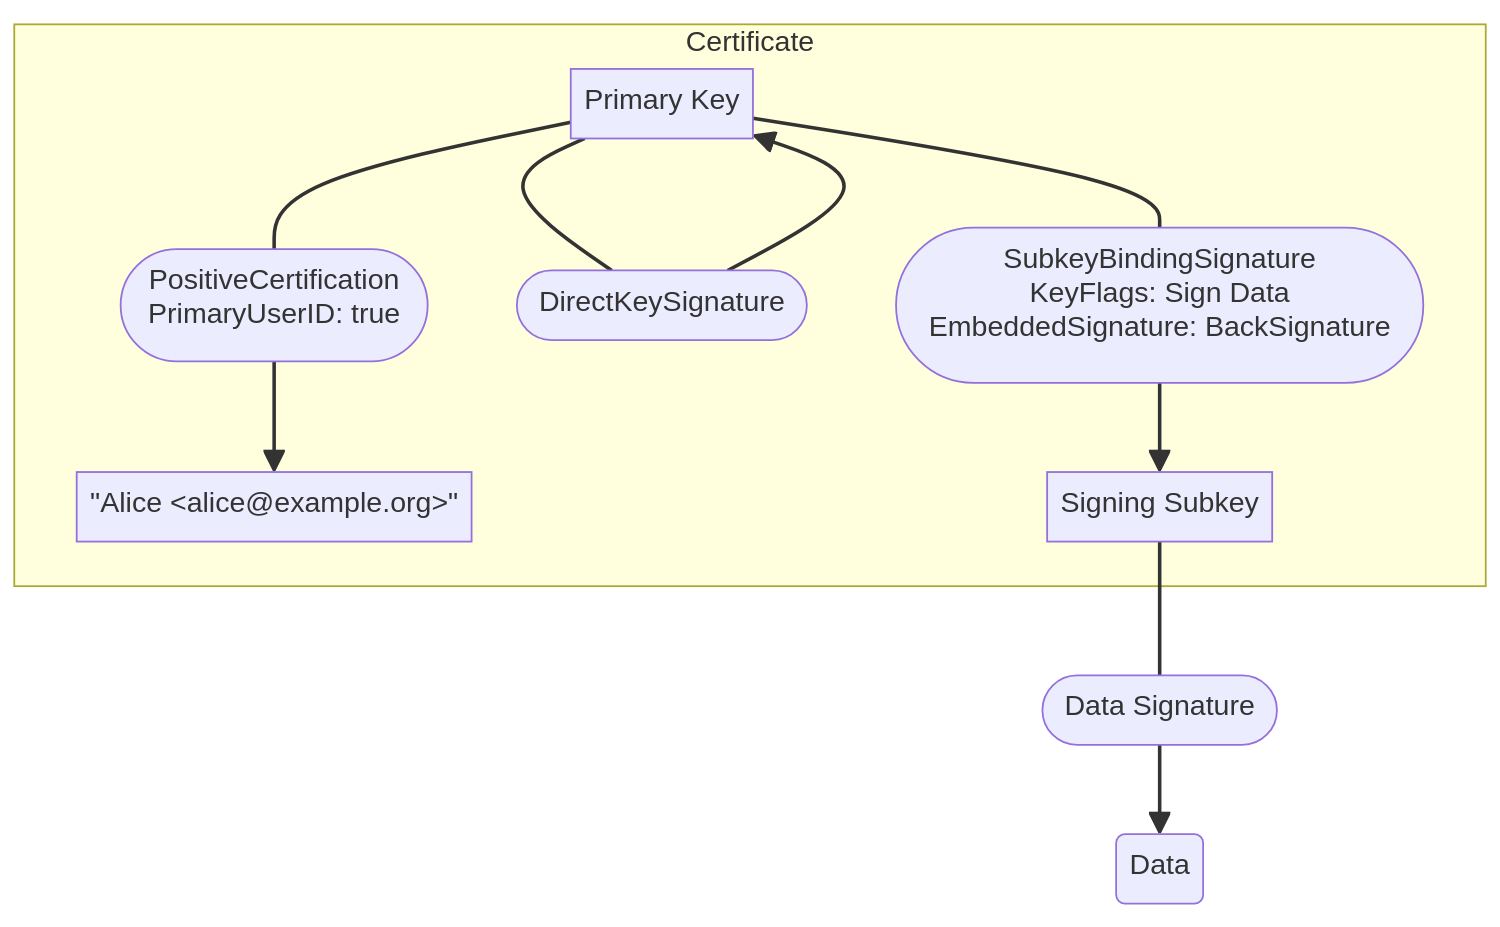 Certificate
Primary Key
PositiveCertification
PrimaryUserID: true
DirectKeySignature
SubkeyBindingSignature
KeyFlags: Sign Data
EmbeddedSignature: BackSignature
"Alice <alice@example.org>"
Signing Subkey
Data Signature
Data